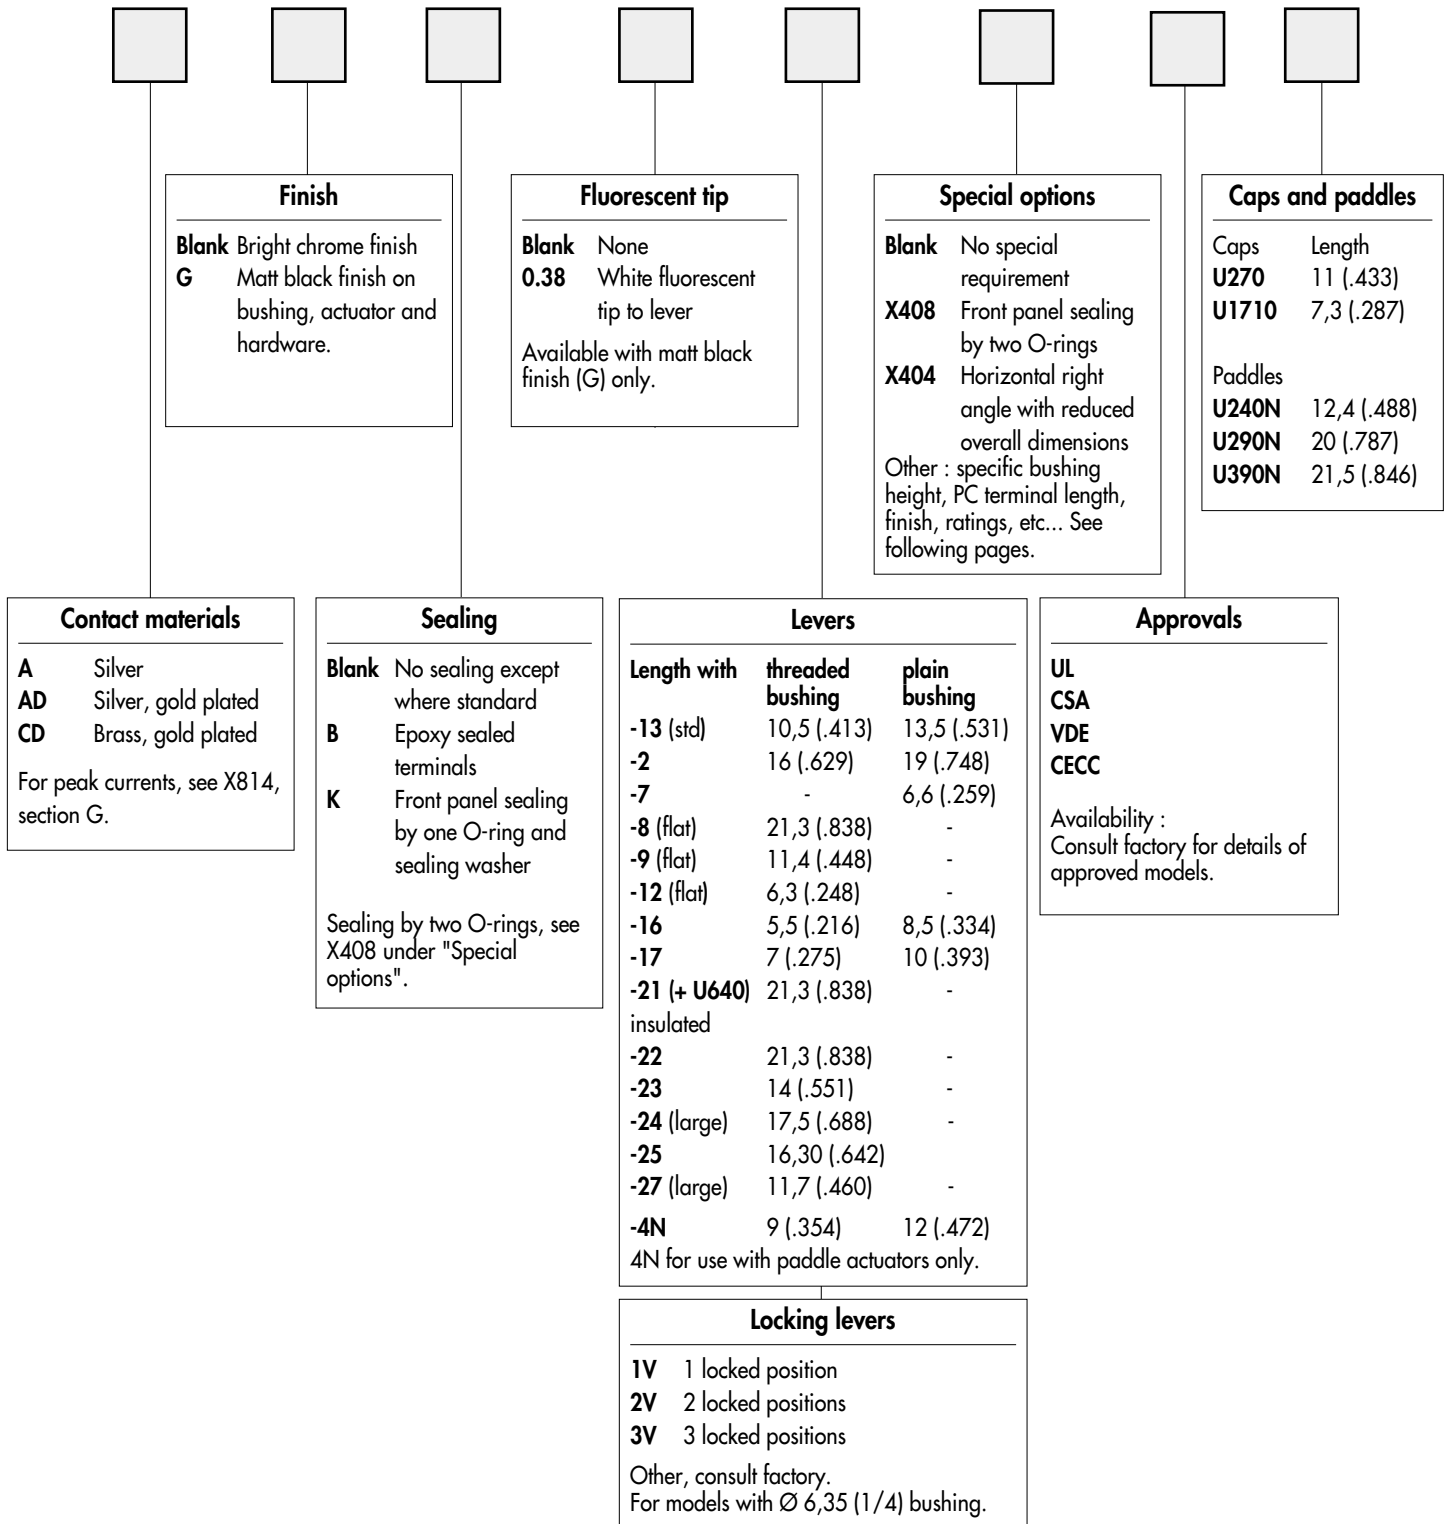 Finish
Blank Bright chrome finish
G Matt black finish on
bushing, actuator and
hardware.
Fluorescent tip
Blank None
0.38 White fluorescent
tip to lever
Available with matt black
finish (G) only.
Special options
Blank No special
requirement
X408 Front panel sealing
by two O-rings
X404 Horizontal right
angle with reduced
overall dimensions
Other : specific bushing
height, PC terminal length,
finish, ratings, etc... See
following pages.
Caps and paddles
Caps Length
U270 11 (.433)
U1710 7,3 (.287)
Paddles
U240N 12,4 (.488)
U290N 20 (.787)
U390N 21,5 (.846)
Contact materials
A Silver
AD Silver, gold plated
CD Brass, gold plated
For peak currents, see X814,
section G.
Sealing
Blank No sealing except
where standard
B Epoxy sealed
terminals
K Front panel sealing
by one O-ring and
sealing washer
Sealing by two O-rings, see
X408 under "Special
options".
Levers
Length with threaded plain
bushing bushing
-13 (std) 10,5 (.413) 13,5 (.531)
-2 16 (.629) 19 (.748)
-7 - 6,6 (.259)
-8 (flat) 21,3 (.838) -
-9 (flat) 11,4 (.448) -
-12 (flat) 6,3 (.248) -
-16 5,5 (.216) 8,5 (.334)
-17 7 (.275) 10 (.393)
-21 (+ U640) 21,3 (.838) -
insulated
-22 21,3 (.838) -
-23 14 (.551) -
-24 (large) 17,5 (.688) -
-25 16,30 (.642)
-27 (large) 11,7 (.460) -
-4N 9 (.354) 12 (.472)
4N for use with paddle actuators only.
Approvals
UL
CSA
VDE
CECC
Availability :
Consult factory for details of
approved models.
Locking levers
1V 1 locked position
2V 2 locked positions
3V 3 locked positions
Other, consult factory.
For models with Ø 6,35 (1/4) bushing.